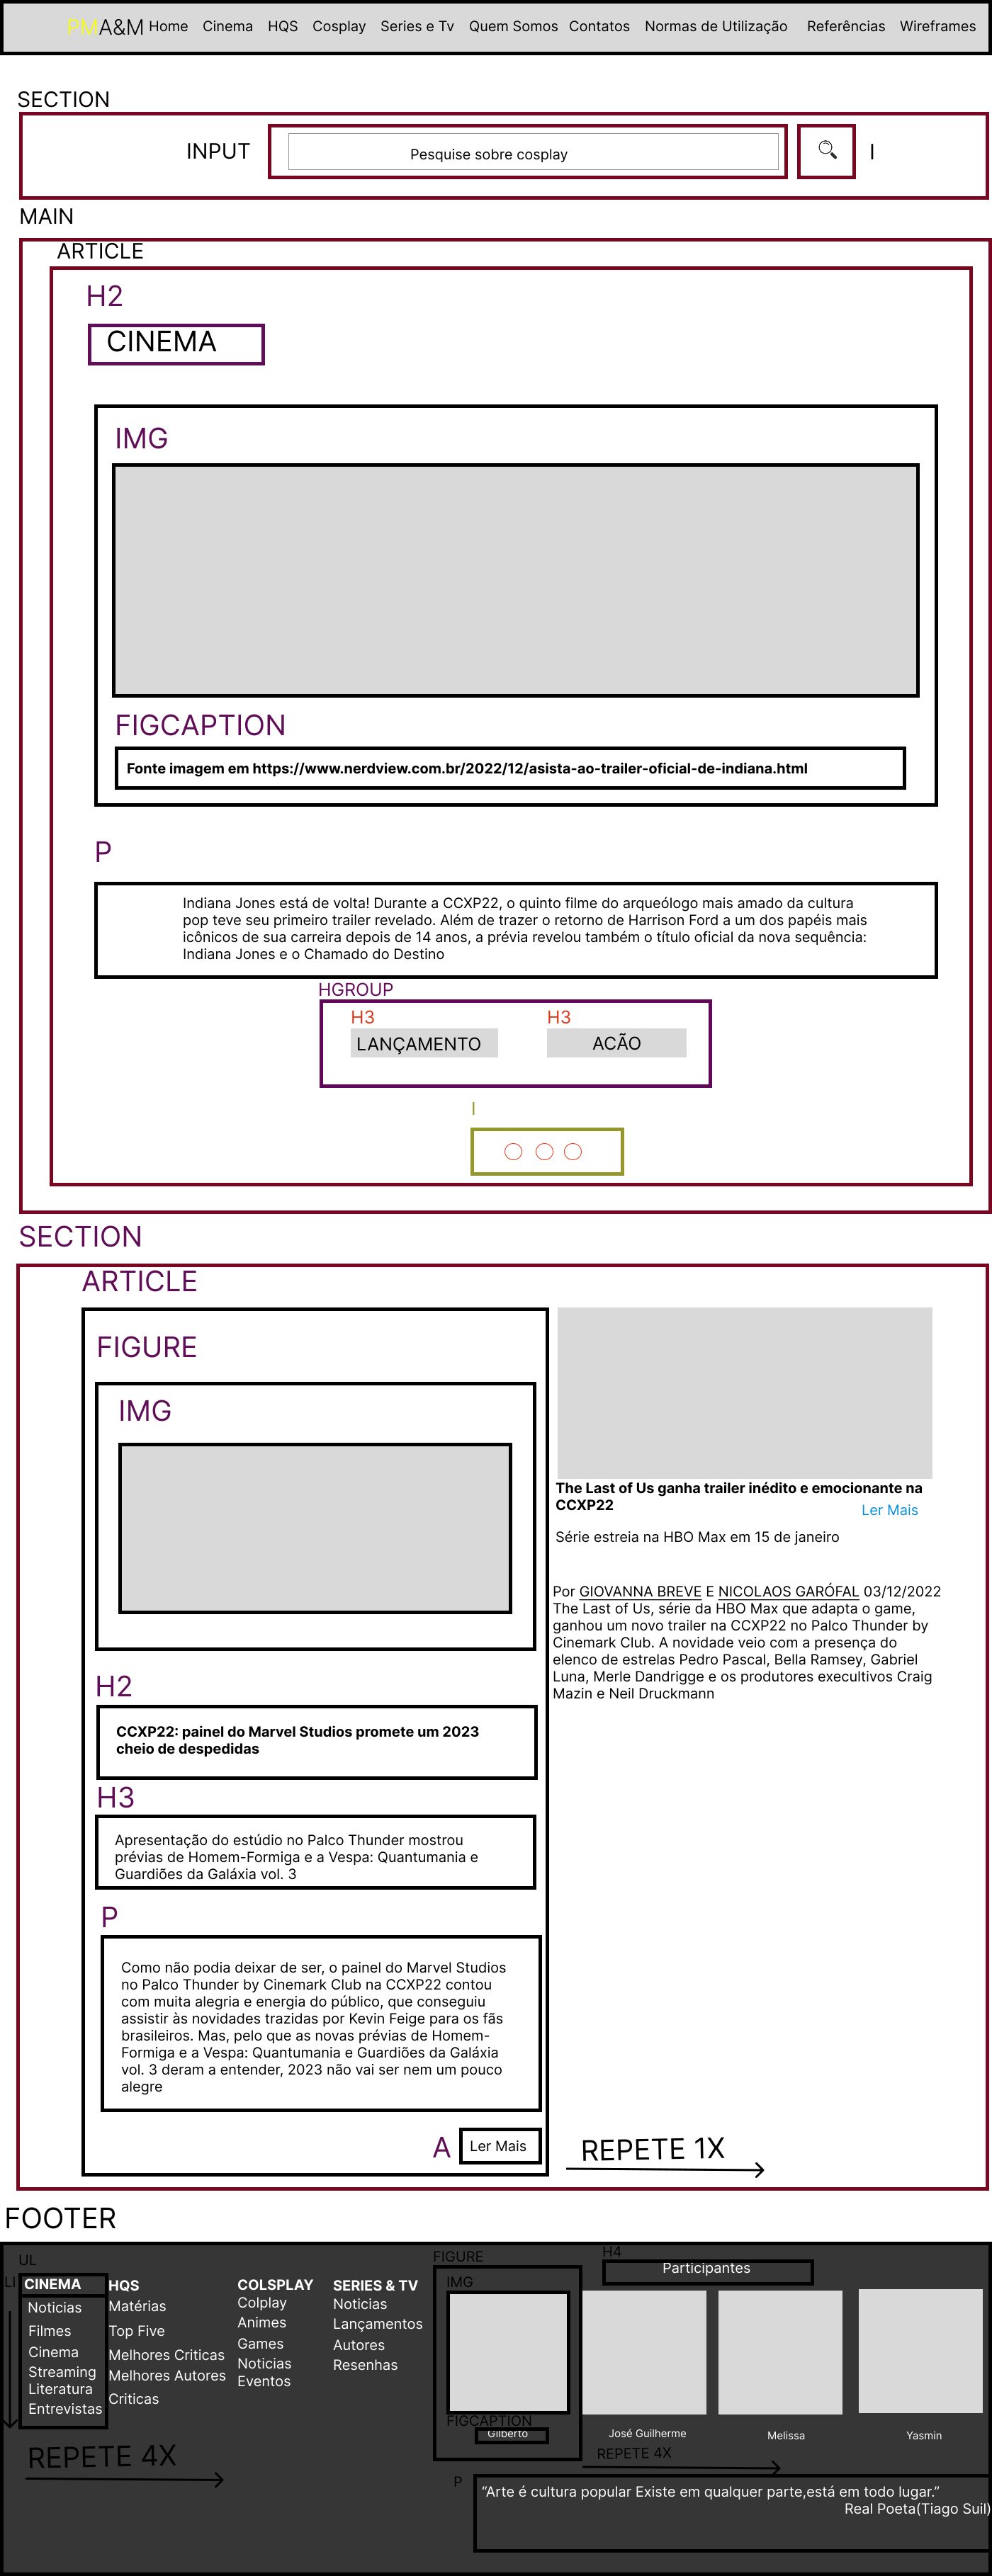 PMA&M Home Cinema HQS Cosplay Series e Tv Quem Somos Contatos Normas de Utilização Referências Wireframes
SECTION
INPUT
Pesquise sobre cosplay
I
MAIN
ARTICLE
H2
CINEMA
IMG
FIGCAPTION
Fonte imagem em https://www.nerdview.com.br/2022/12/asista-ao-trailer-oficial-de-indiana.html
P
Indiana Jones está de volta! Durante a CCXP22, o quinto filme do arqueólogo mais amado da cultura
pop teve seu primeiro trailer revelado. Além de trazer o retorno de Harrison Ford a um dos papéis mais
icônicos de sua carreira depois de 14 anos, a prévia revelou também o título oficial da nova sequência:
Indiana Jones e o Chamado do Destino
HGROUP
H3 H3
LANÇAMENTO ACÃO
I
SECTION
ARTICLE
FIGURE
IMG
H2
CCXP22: painel do Marvel Studios promete um 2023
cheio de despedidas
H3
Apresentação do estúdio no Palco Thunder mostrou
prévias de Homem-Formiga e a Vespa: Quantumania e
Guardiões da Galáxia vol. 3
P
Como não podia deixar de ser, o painel do Marvel Studios
no Palco Thunder by Cinemark Club na CCXP22 contou
com muita alegria e energia do público, que conseguiu
assistir às novidades trazidas por Kevin Feige para os fãs
brasileiros. Mas, pelo que as novas prévias de Homem-
Formiga e a Vespa: Quantumania e Guardiões da Galáxia
vol. 3 deram a entender, 2023 não vai ser nem um pouco
alegre
A
Ler Mais
The Last of Us ganha trailer inédito e emocionante na
CCXP22
Ler Mais
Série estreia na HBO Max em 15 de janeiro
Por GIOVANNA BREVE E NICOLAOS GARÓFAL 03/12/2022
The Last of Us, série da HBO Max que adapta o game,
ganhou um novo trailer na CCXP22 no Palco Thunder by
Cinemark Club. A novidade veio com a presença do
elenco de estrelas Pedro Pascal, Bella Ramsey, Gabriel
Luna, Merle Dandrigge e os produtores execultivos Craig
Mazin e Neil Druckmann
REPETE 1X
FOOTER
UL
LI
CINEMA
Noticias
Filmes
Cinema
Streaming
Literatura
Entrevistas
HQS
Matérias
Top Five
Melhores Criticas
Melhores Autores
Criticas
COLSPLAY
Colplay
Animes
Games
Noticias
Eventos
SERIES & TV
Noticias
Lançamentos
Autores
Resenhas
REPETE 4X
FIGURE
IMG
FIGCAPTION
Gilberto
H4
Participantes
José Guilherme
Melissa
Yasmin
REPETE 4X
P
“Arte é cultura popular Existe em qualquer parte,está em todo lugar.”
Real Poeta(Tiago Suil)